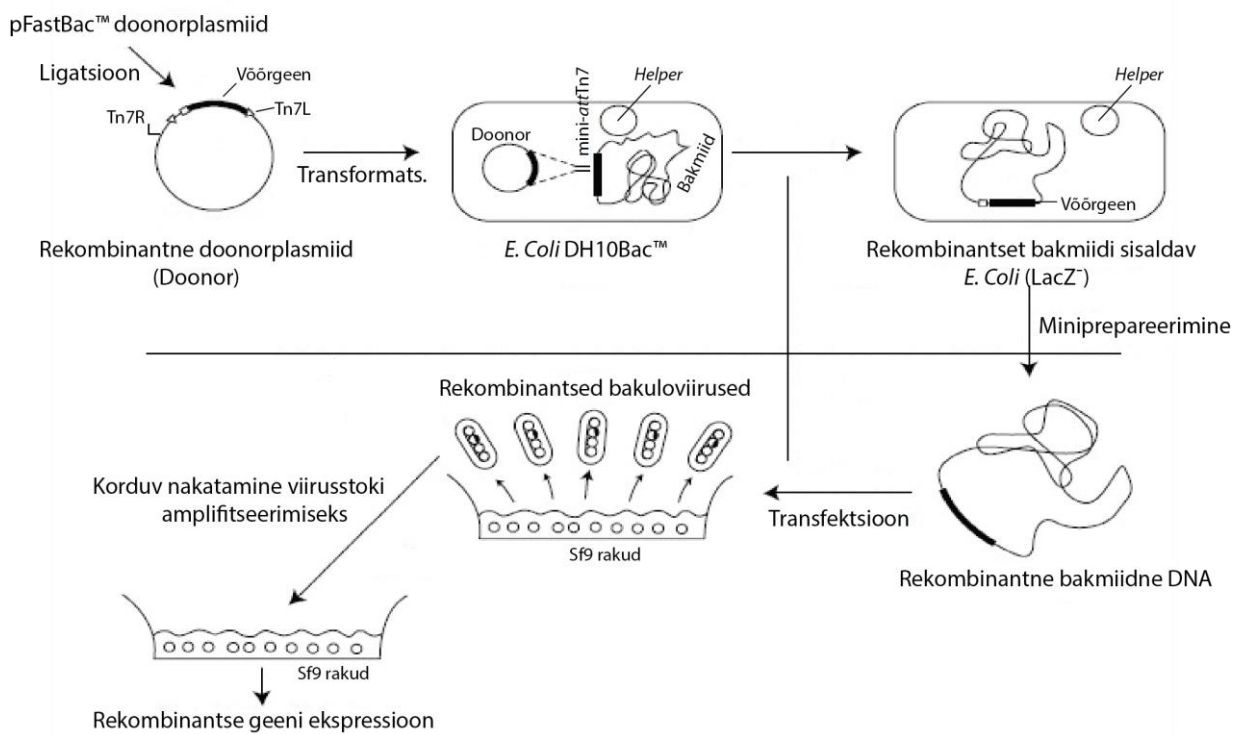 pFastBac™ doonorplasmiid
Ligatsioon
Võõrgeen
Tn7R
Tn7L
Rekombinantne doonorplasmiid
(Doonor)
Transformats.
Doonor
mini-attTn7
Helper
Bakmiid
E. Coli DH10Bac™
Helper
Võõrgeen
Rekombinantset bakmiidi sisaldav
E. Coli (LacZ⁻)
Miniprepareerimine
Rekombinantne bakmiidne DNA
Transfektsioon
Rekombinantsed bakuloviirused
Sf9 rakud
Korduv nakatamine viirusstoki
amplifitseerimiseks
Sf9 rakud
Rekombinantse geeni ekspressioon